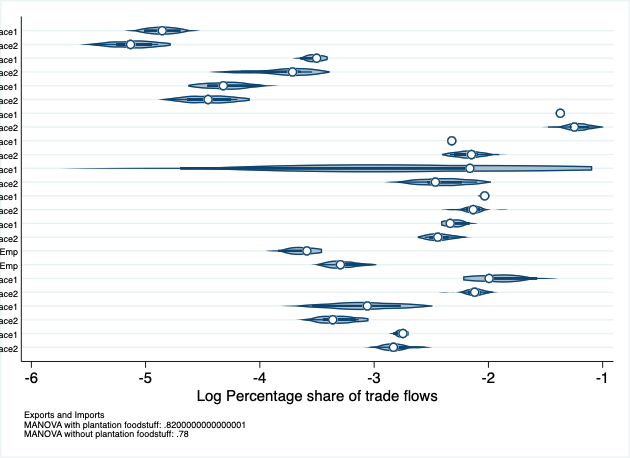 ace1
ace2
ace1
ace2
ace1
ace2
ace1
ace2
ace1
ace2
ace1
ace2
ace1
ace2
ace1
ace2
Emp
Emp
ace1
ace2
ace1
ace2
ace1
ace2
-6 -5 -4 -3 -2 -1
Log Percentage share of trade flows
Exports and Imports
MANOVA with plantation foodstuff: .8200000000000001
MANOVA without plantation foodstuff: .78